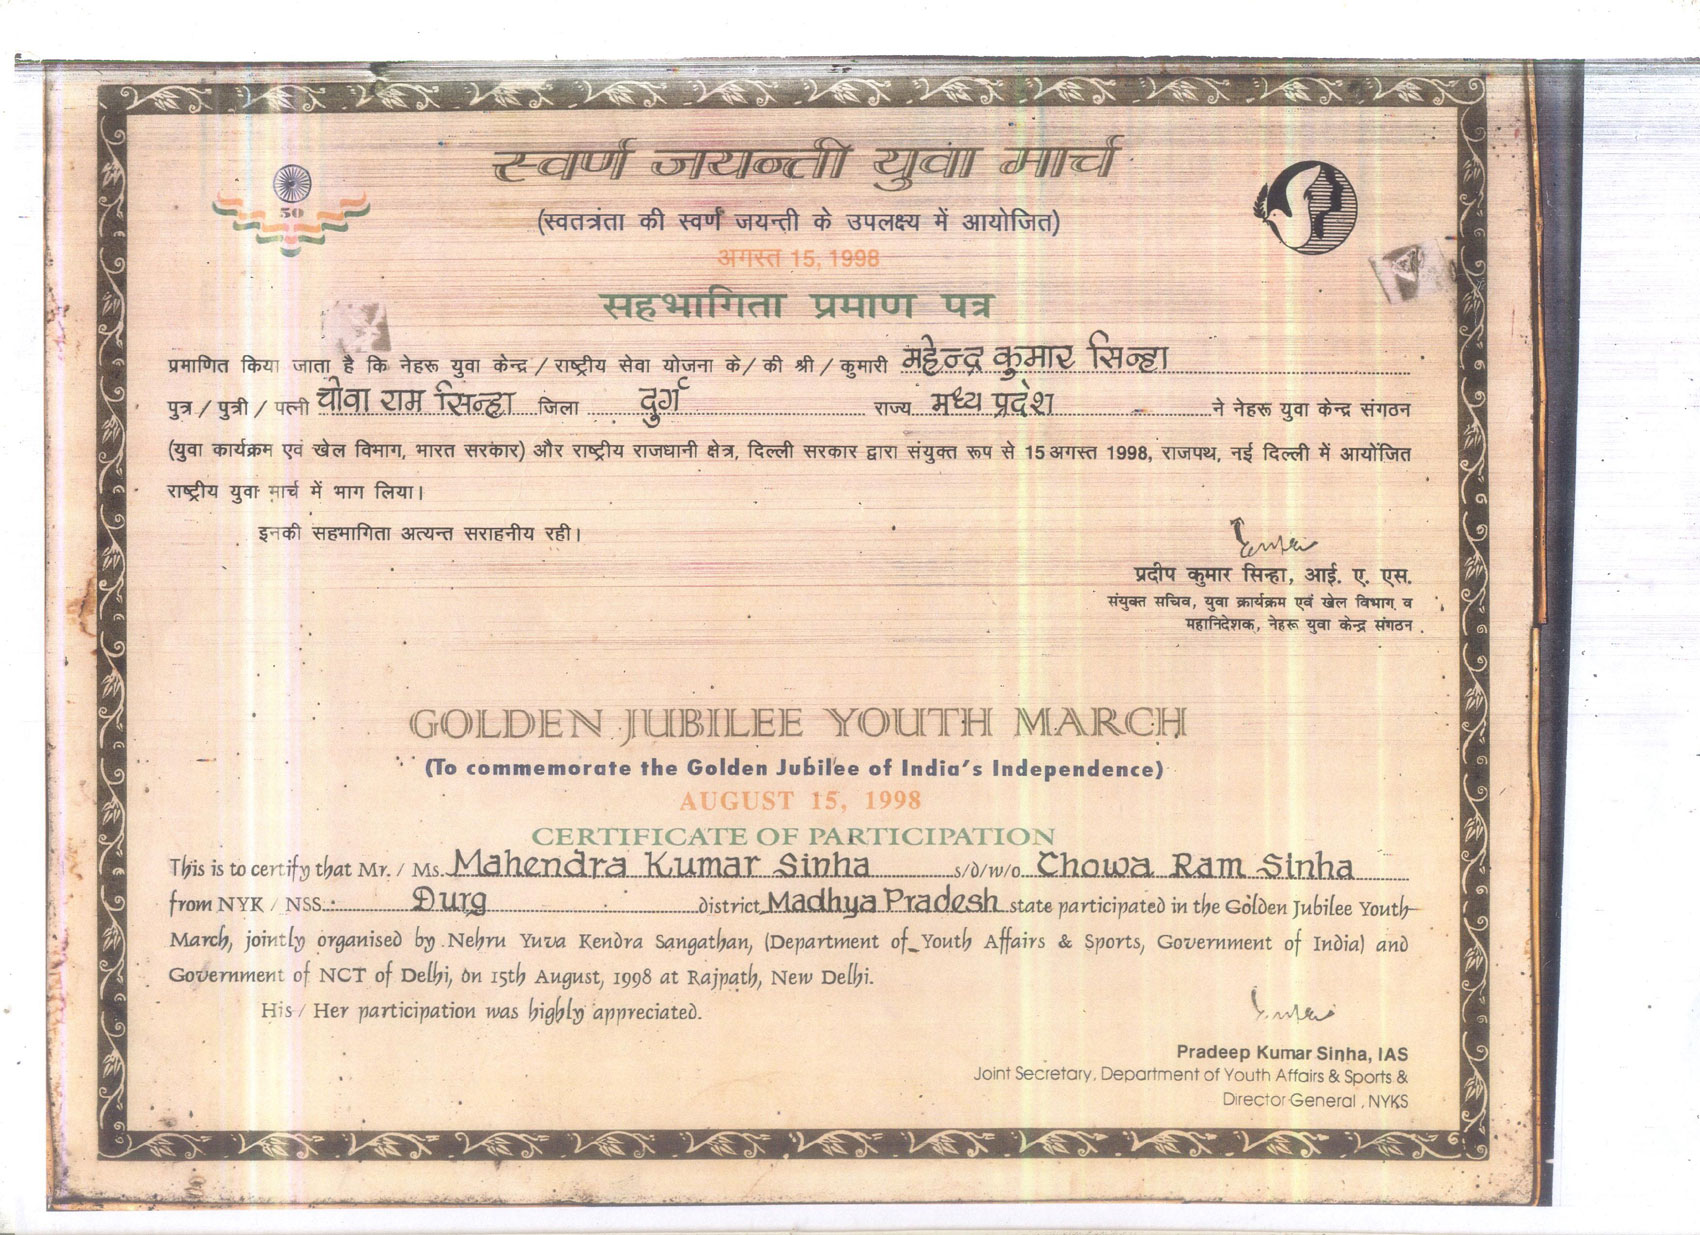 स्वर्ण जयन्ती युवा मार्च
50
(स्वतत्रंता की स्वर्ण जयन्ती के उपलक्ष्य में आयोजित)
अगस्त 15, 1998
सहभागिता प्रमाण पत्र
प्रमाणित किया जाता है कि नेहरू युवा केन्द्र / राष्ट्रीय सेवा योजना के / की श्री / कुमारी महेन्द्र कुमार सिन्हा
पुत्र / पुत्री / पत्नी चोवा राम सिन्हा जिला दुर्ग राज्य मध्य प्रदेश ने नेहरू युवा केन्द्र संगठन
(युवा कार्यक्रम एवं खेल विभाग, भारत सरकार) और राष्ट्रीय राजधानी क्षेत्र, दिल्ली सरकार द्वारा संयुक्त रूप से 15 अगस्त 1998, राजपथ, नई दिल्ली में आयोजित
राष्ट्रीय युवा मार्च में भाग लिया।
इनकी सहभागिता अत्यन्त सराहनीय रही।
प्रदीप कुमार सिन्हा, आई. ए. एस.
संयुक्त सचिव, युवा कार्यक्रम एवं खेल विभाग व
महानिदेशक, नेहरू युवा केन्द्र संगठन
GOLDEN JUBILEE YOUTH MARCH
(To commemorate the Golden Jubilee of India's Independence)
AUGUST 15, 1998
CERTIFICATE OF PARTICIPATION
This is to certify that Mr. / Ms. Mahendra Kumar Sinha s/d/w/o Chowa Ram Sinha
from NYK / NSS Durg district Madhya Pradesh state participated in the Golden Jubilee Youth
March, jointly organised by Nehru Yuva Kendra Sangathan, (Department of Youth Affairs & Sports, Government of India) and
Government of NCT of Delhi, on 15th August, 1998 at Rajpath, New Delhi.
His / Her participation was highly appreciated.
Pradeep Kumar Sinha, IAS
Joint Secretary, Department of Youth Affairs & Sports &
Director General, NYKS